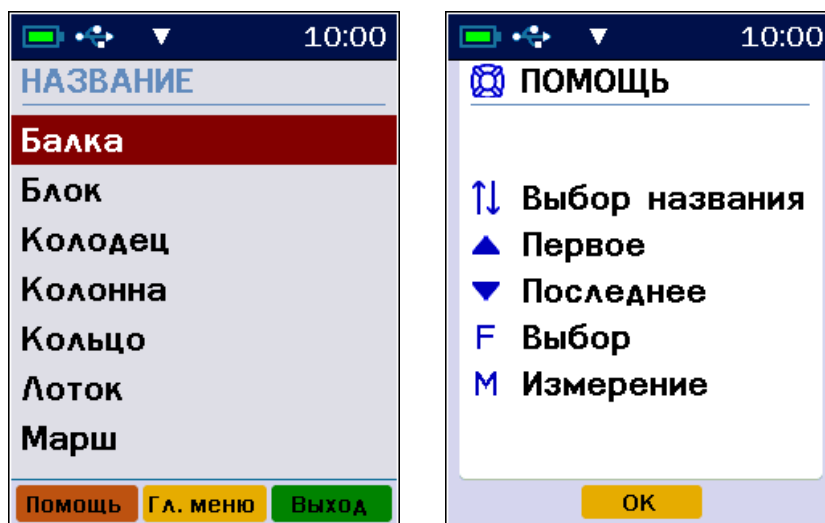 10:00
НАЗВАНИЕ
Балка
Блок
Колодец
Колонна
Кольцо
Лоток
Марш
Помощь Гл. меню Выход
10:00
ПОМОЩЬ
Выбор названия
Первое
Последнее
F Выбор
M Измерение
ОК